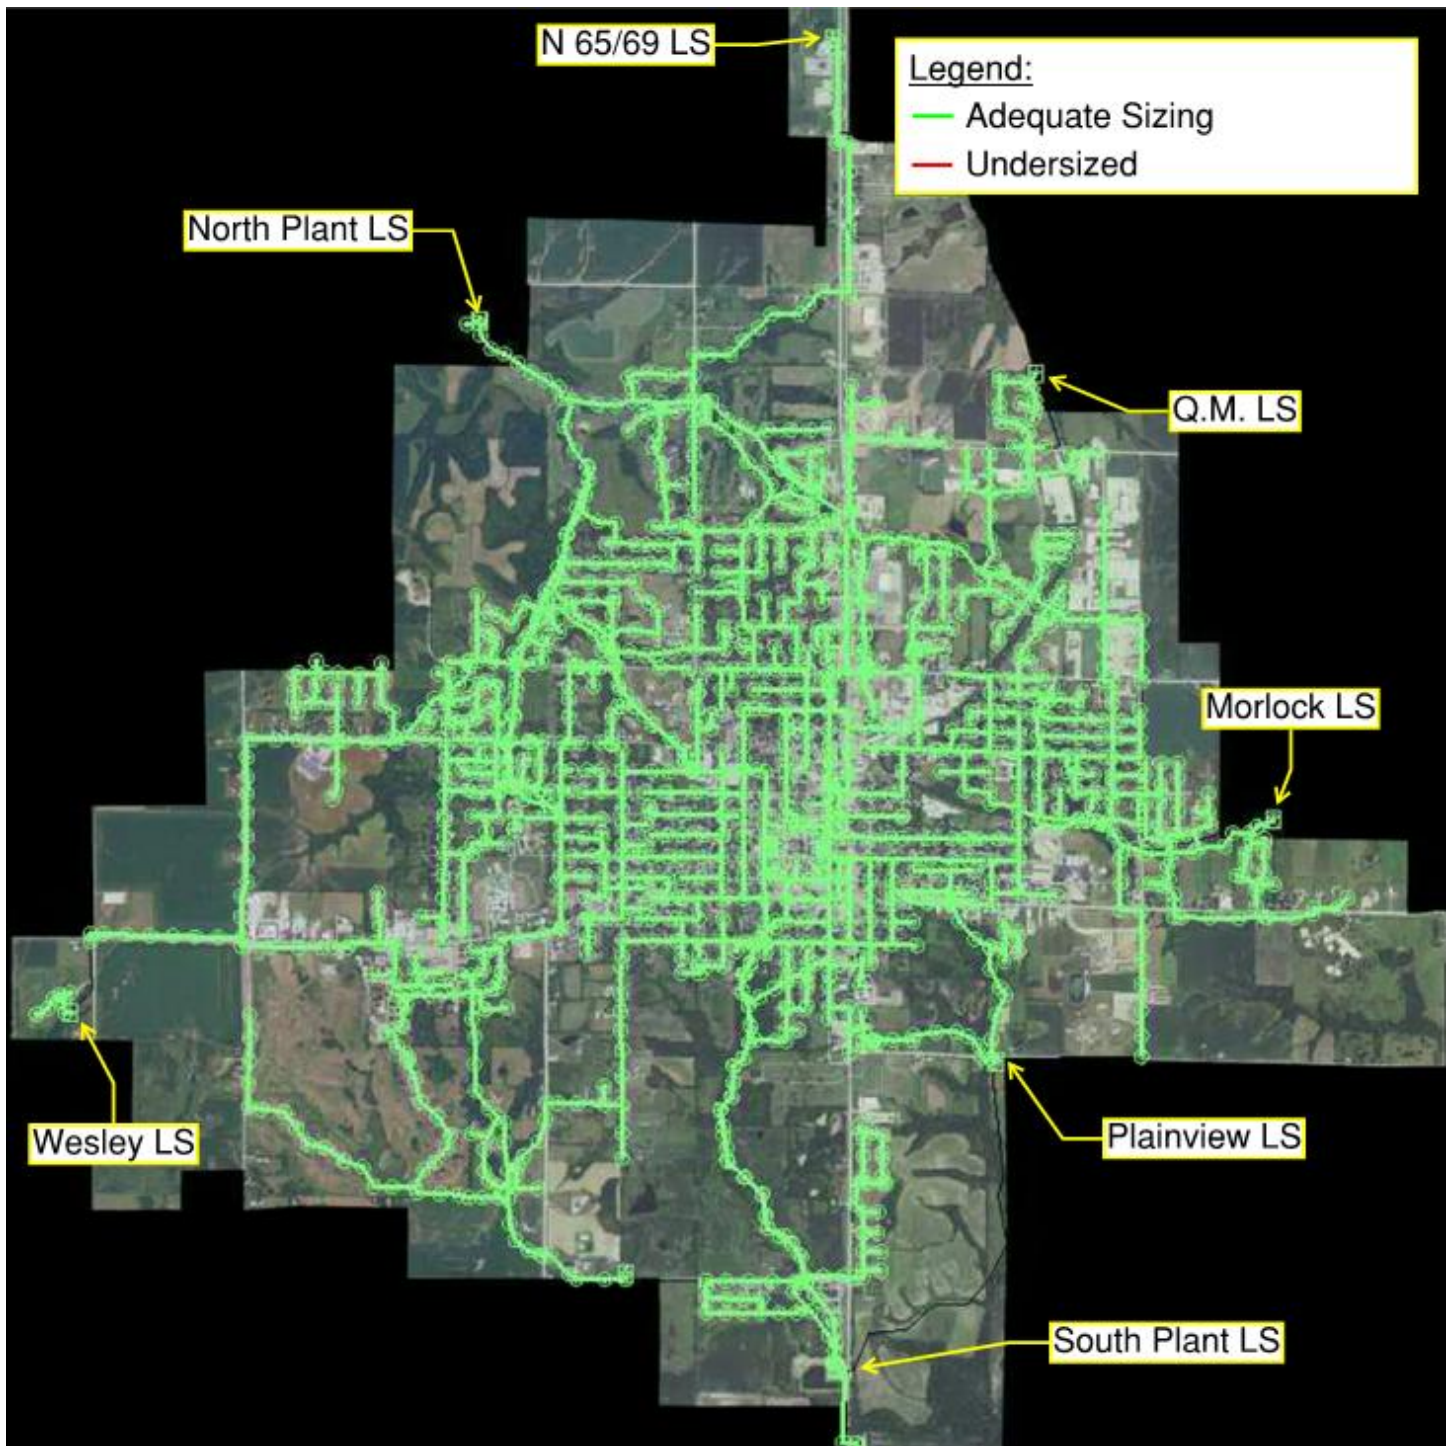 N 65/69 LS
Legend:
Adequate Sizing
Undersized
North Plant LS
Q.M. LS
Morlock LS
Wesley LS
Plainview LS
South Plant LS